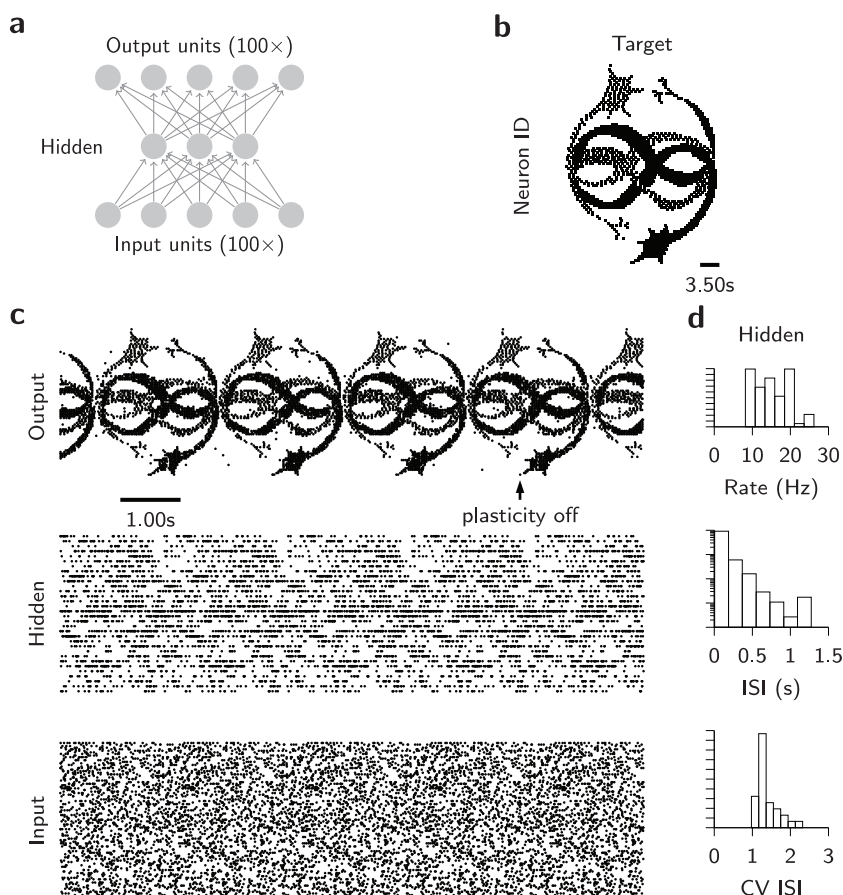 a
Output units (100×)
Hidden
Input units (100×)
b
Target
Neuron ID
3.50s
c
Output
1.00s
plasticity off
Hidden
Input
d
Hidden
0 10 20 30
Rate (Hz)
0 0.5 1 1.5
ISI (s)
0 1 2 3
CV ISI